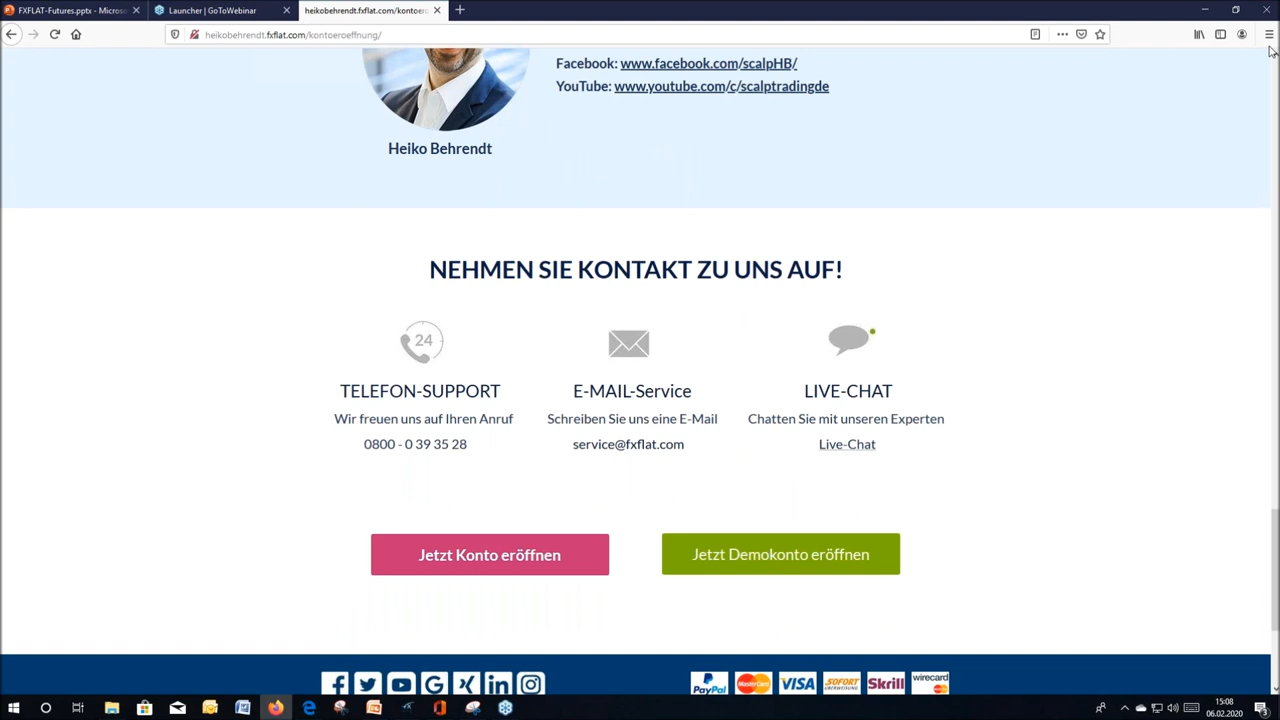 FXFLAT-Futures.pptx - Microso
Launcher | GoToWebinar
heikobehrendt.fxflat.com/kontoeroe
heikobehrendt.fxflat.com/kontoeroeffnung/
Facebook: www.facebook.com/scalpHB/
YouTube: www.youtube.com/c/scalptradingde
Heiko Behrendt
NEHMEN SIE KONTAKT ZU UNS AUF!
24
TELEFON-SUPPORT
E-MAIL-Service
LIVE-CHAT
Wir freuen uns auf Ihren Anruf
Schreiben Sie uns eine E-Mail
Chatten Sie mit unseren Experten
0800 - 0 39 35 28
service@fxflat.com
Live-Chat
Jetzt Konto eröffnen
Jetzt Demokonto eröffnen
PayPal
MasterCard
VISA
SOFORT
ÜBERWEISUNG
Skrill
wirecard
15:08
06.02.2020
3